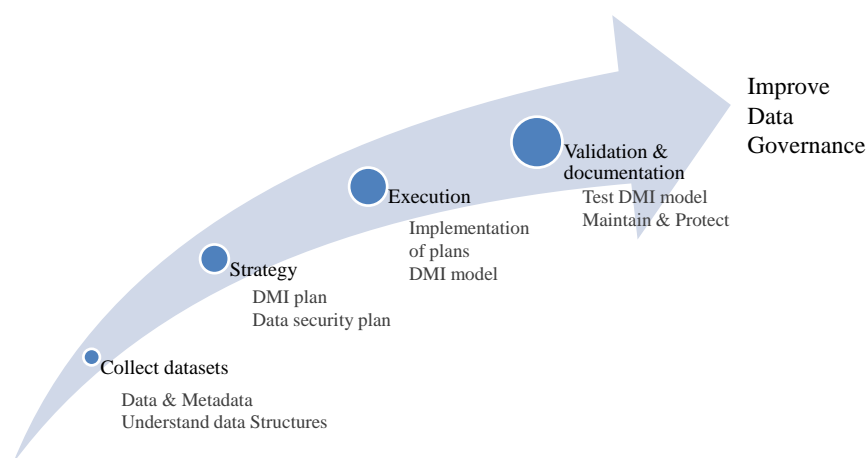 Improve
Data
Governance
Validation &
documentation
Test DMI model
Maintain & Protect
Execution
Implementation
of plans
DMI model
Strategy
DMI plan
Data security plan
Collect datasets
Data & Metadata
Understand data Structures